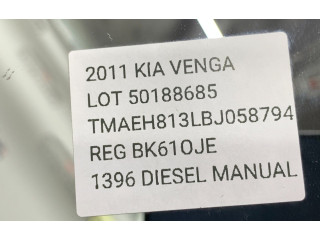 2011 KIA VENGA
LOT 50188685
TMAEH813LBJ058794
REG BK61OJE
1396 DIESEL MANUAL